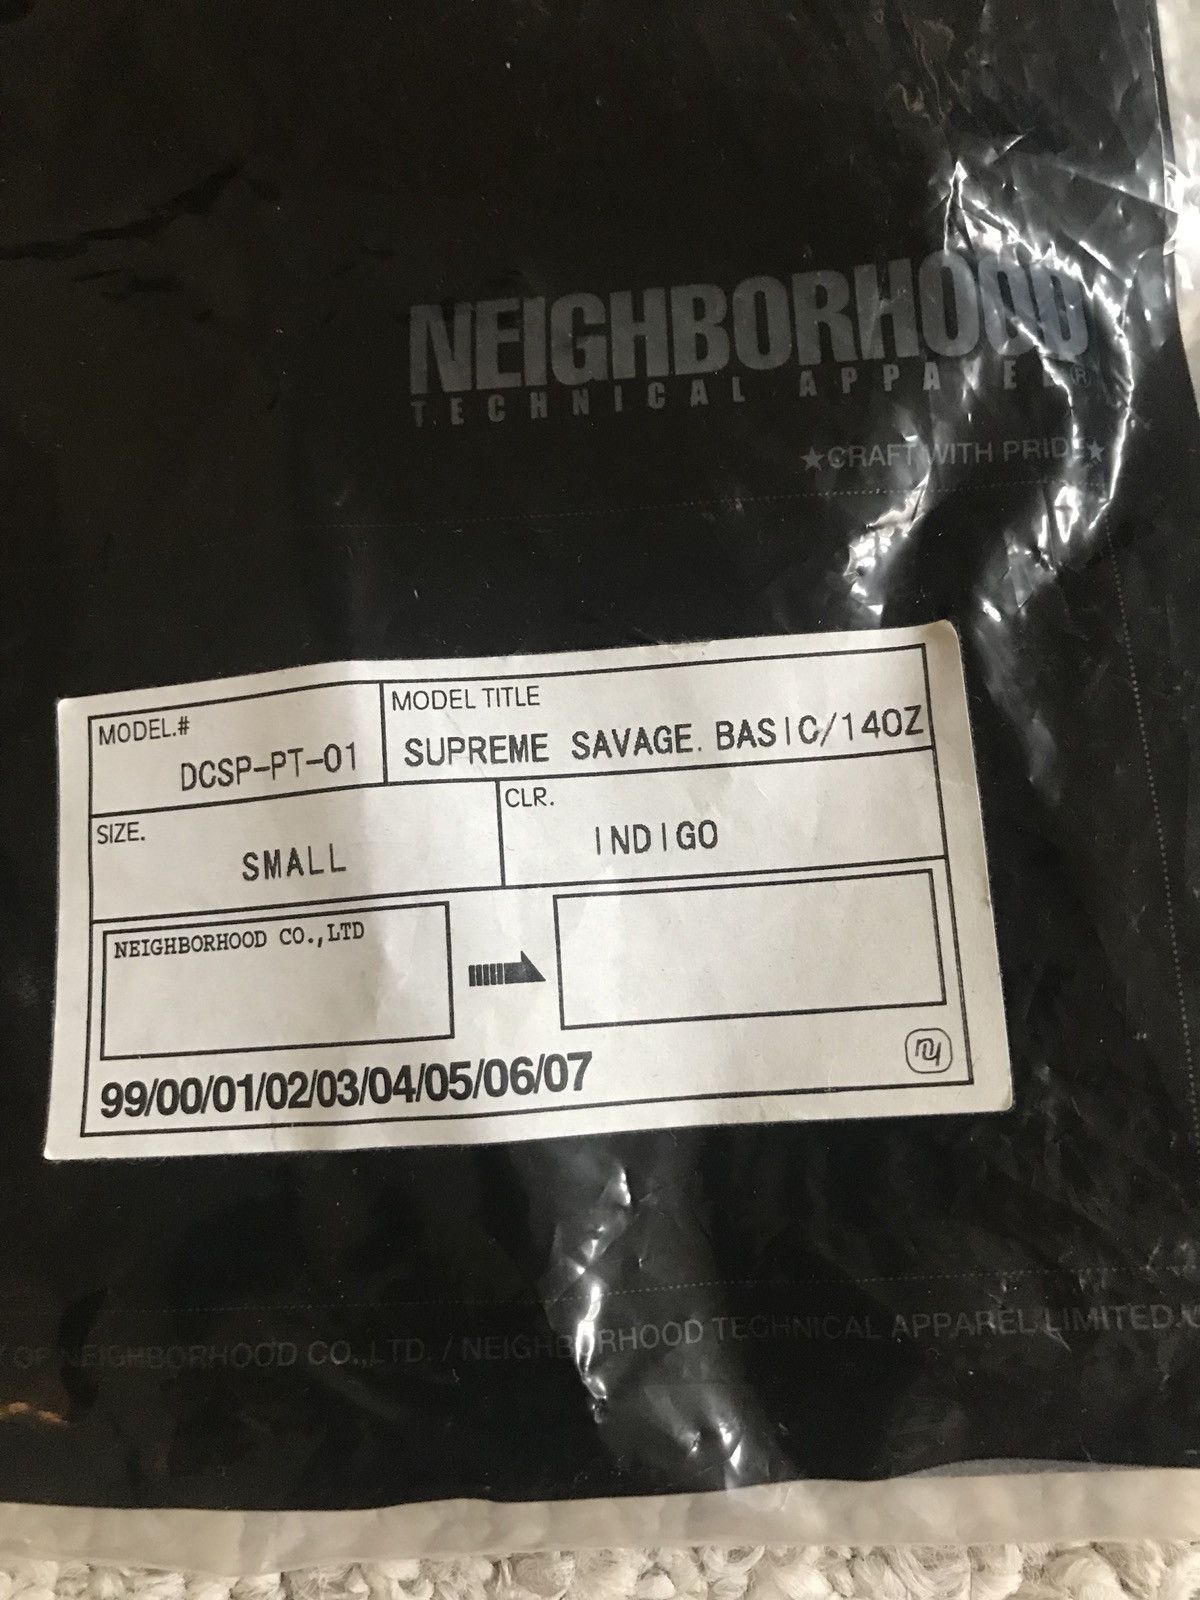 NEIGHBORHOOD
TECHNICAL APPAREL®
★CRAFT WITH PRIDE★
MODEL.#
DCSP-PT-01
MODEL TITLE
SUPREME SAVAGE. BASIC/14OZ
SIZE.
SMALL
CLR.
INDIGO
NEIGHBORHOOD CO.,LTD
99/00/01/02/03/04/05/06/07
OF NEIGHBORHOOD CO.,LTD. / NEIGHBORHOOD TECHNICAL APPAREL LIMITED.